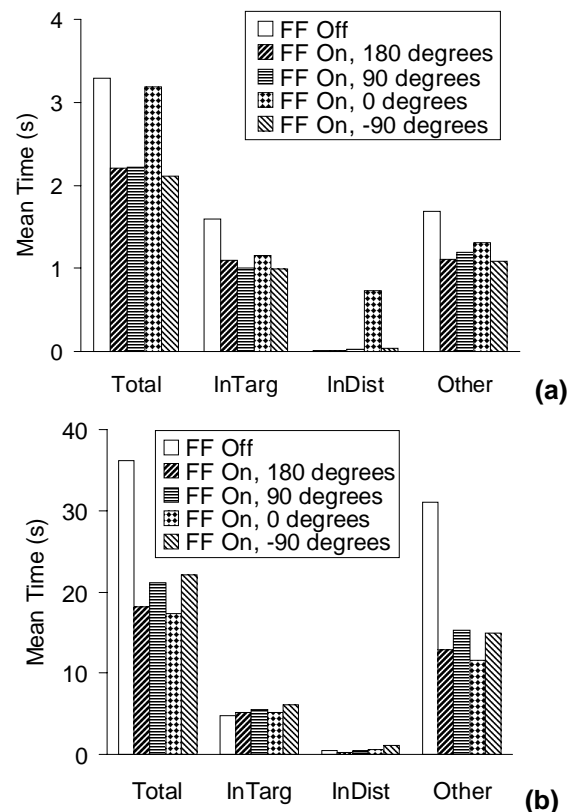 4
3
2
1
0
Mean Time (s)
FF Off
FF On, 180 degrees
FF On, 90 degrees
FF On, 0 degrees
FF On, -90 degrees
Total InTarg InDist Other
(a)
40
30
20
10
0
Mean Time (s)
FF Off
FF On, 180 degrees
FF On, 90 degrees
FF On, 0 degrees
FF On, -90 degrees
Total InTarg InDist Other
(b)